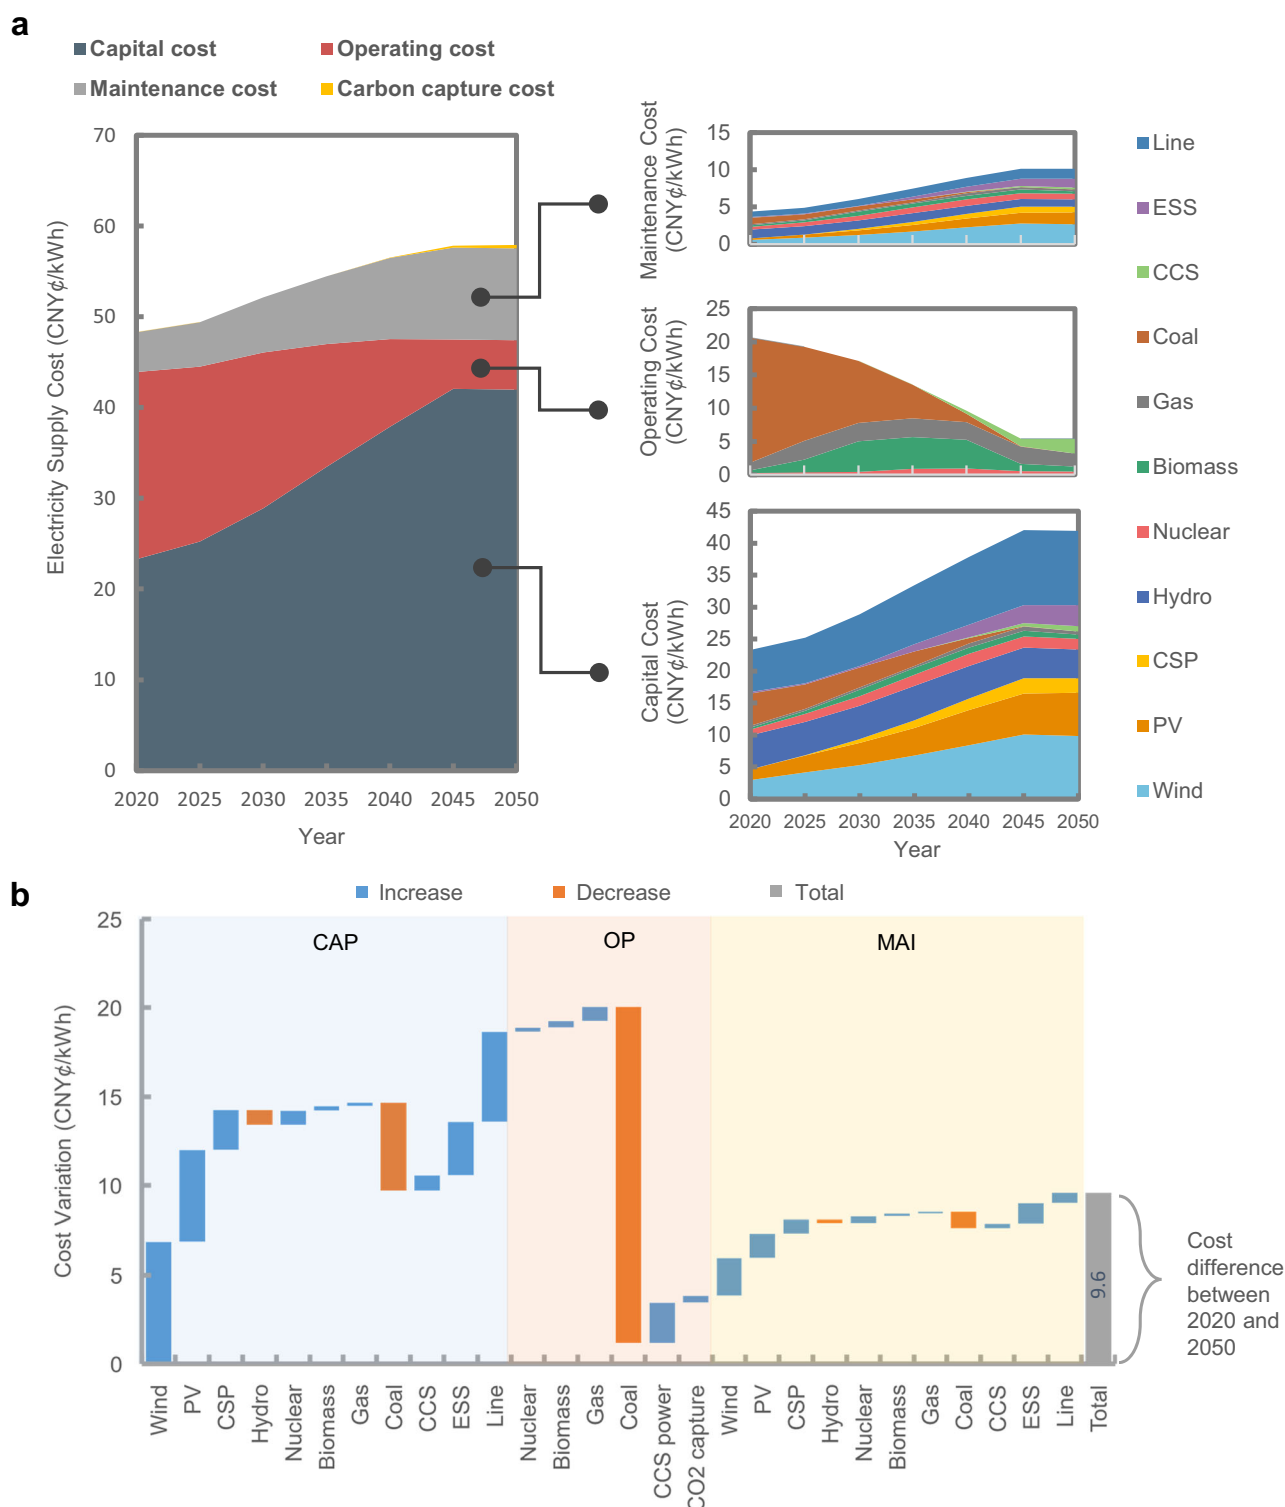 a
Capital cost
Operating cost
Maintenance cost
Carbon capture cost
Electricity Supply Cost (CNY¢/kWh)
70
60
50
40
30
20
10
0
2020 2025 2030 2035 2040 2045 2050
Year
Maintenance Cost
(CNY¢/kWh)
15
10
5
0
Operating Cost
(CNY¢/kWh)
25
20
15
10
5
0
Capital Cost
(CNY¢/kWh)
45
40
35
30
25
20
15
10
5
0
2020 2025 2030 2035 2040 2045 2050
Year
Line
ESS
CCS
Coal
Gas
Biomass
Nuclear
Hydro
CSP
PV
Wind
b
Increase
Decrease
Total
Cost Variation (CNY¢/kWh)
25
20
15
10
5
0
CAP
OP
MAI
9.6
Cost
difference
between
2020 and
2050
Wind
PV
CSP
Hydro
Nuclear
Biomass
Gas
Coal
CCS
ESS
Line
Nuclear
Biomass
Gas
Coal
CCS power
CO2 capture
Wind
PV
CSP
Hydro
Nuclear
Biomass
Gas
Coal
CCS
ESS
Line
Total